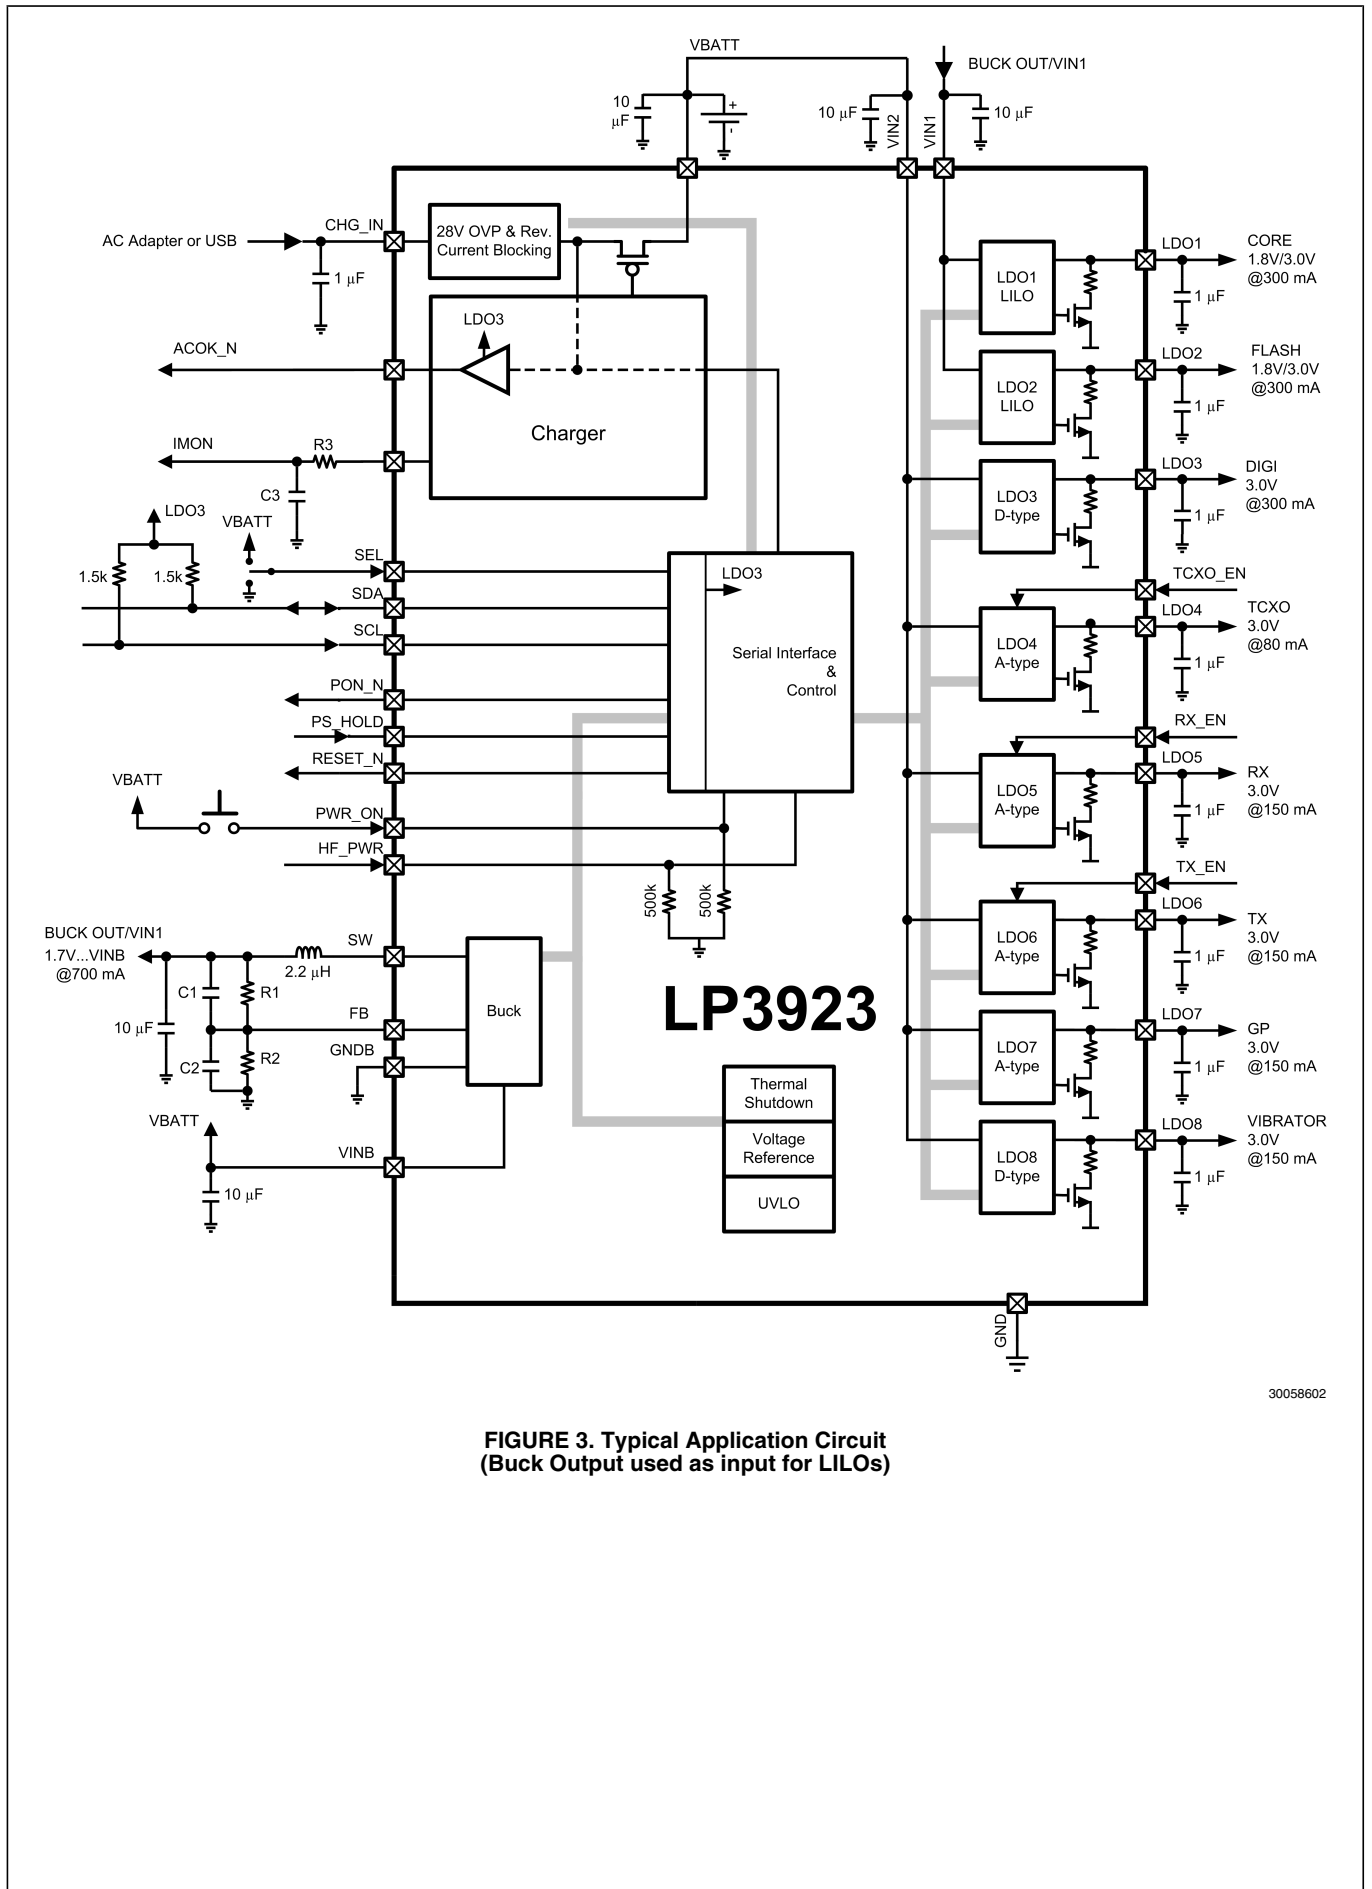 VBATT
BUCK OUT/VIN1
10
μF
+
-
10 μF
VIN2
VIN1
10 μF
CHG_IN
AC Adapter or USB
1 μF
28V OVP & Rev.
Current Blocking
LDO3
ACOK_N
Charger
IMON
R3
C3
LDO3
VBATT
1.5k
1.5k
SEL
SDA
SCL
LDO3
Serial Interface
&
Control
PON_N
PS_HOLD
RESET_N
VBATT
PWR_ON
HF_PWR
500k
500k
BUCK OUT/VIN1
1.7V...VINB
@700 mA
SW
2.2 μH
C1
R1
10 μF
FB
GNDB
C2
R2
Buck
VBATT
VINB
10 μF
LP3923
Thermal
Shutdown
Voltage
Reference
UVLO
LDO1
LILO
LDO1
1 μF
CORE
1.8V/3.0V
@300 mA
LDO2
LILO
LDO2
1 μF
FLASH
1.8V/3.0V
@300 mA
LDO3
D-type
LDO3
1 μF
DIGI
3.0V
@300 mA
TCXO_EN
LDO4
A-type
LDO4
1 μF
TCXO
3.0V
@80 mA
RX_EN
LDO5
A-type
LDO5
1 μF
RX
3.0V
@150 mA
TX_EN
LDO6
A-type
LDO6
1 μF
TX
3.0V
@150 mA
LDO7
A-type
LDO7
1 μF
GP
3.0V
@150 mA
LDO8
D-type
LDO8
1 μF
VIBRATOR
3.0V
@150 mA
GND
30058602
FIGURE 3. Typical Application Circuit
(Buck Output used as input for LILOs)